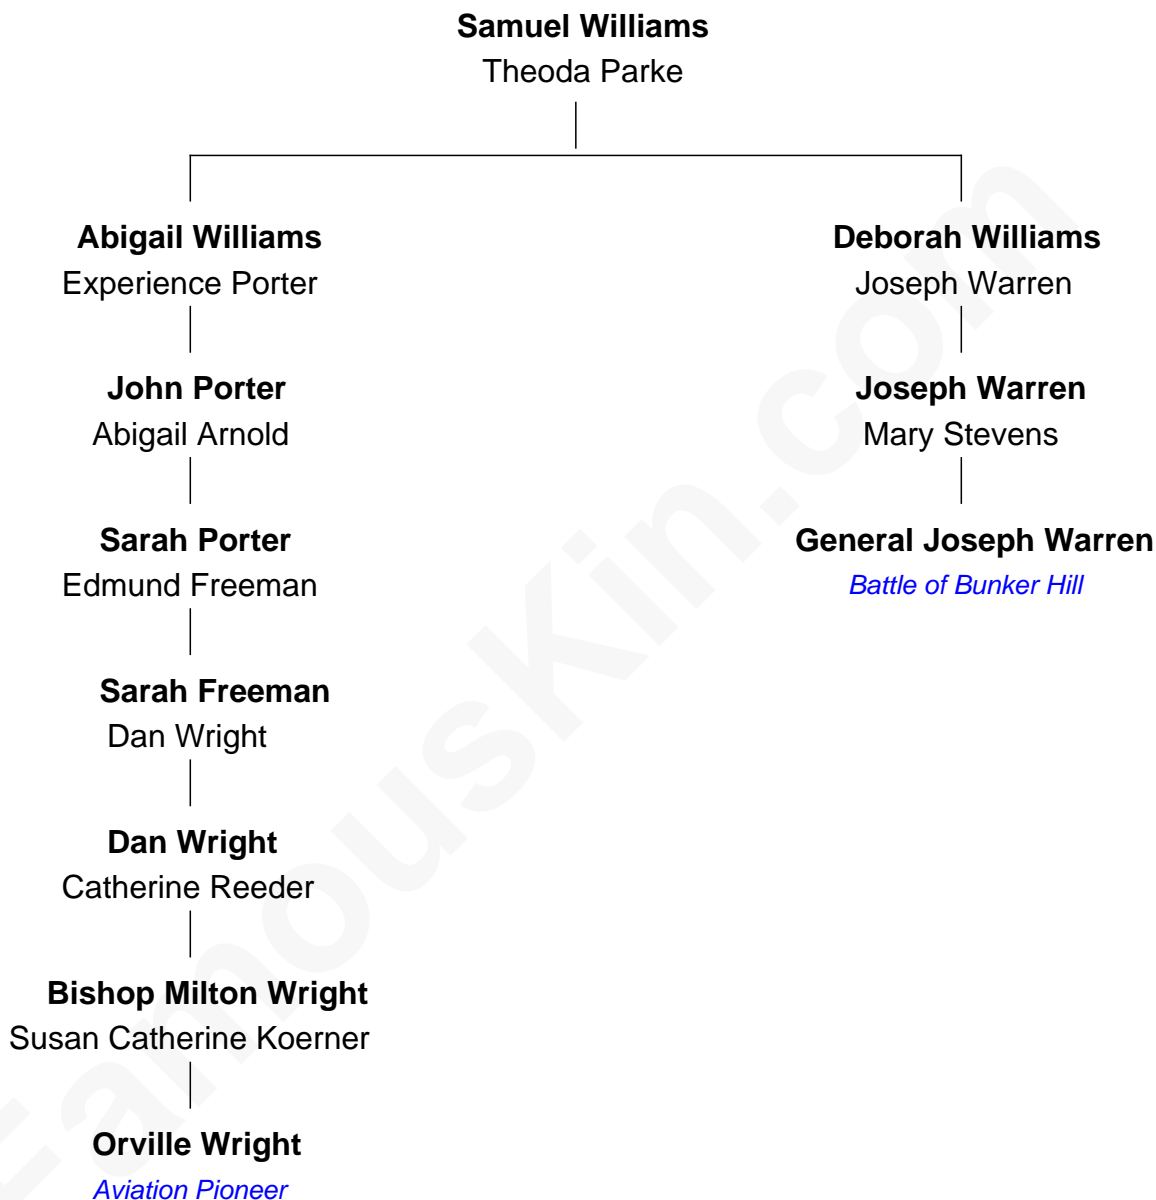 Samuel Williams
Theoda Parke
Abigail Williams
Experience Porter
Deborah Williams
Joseph Warren
John Porter
Abigail Arnold
Joseph Warren
Mary Stevens
Sarah Porter
Edmund Freeman
General Joseph Warren
Battle of Bunker Hill
Sarah Freeman
Dan Wright
Dan Wright
Catherine Reeder
Bishop Milton Wright
Susan Catherine Koerner
Orville Wright
Aviation Pioneer
FamousKin.com